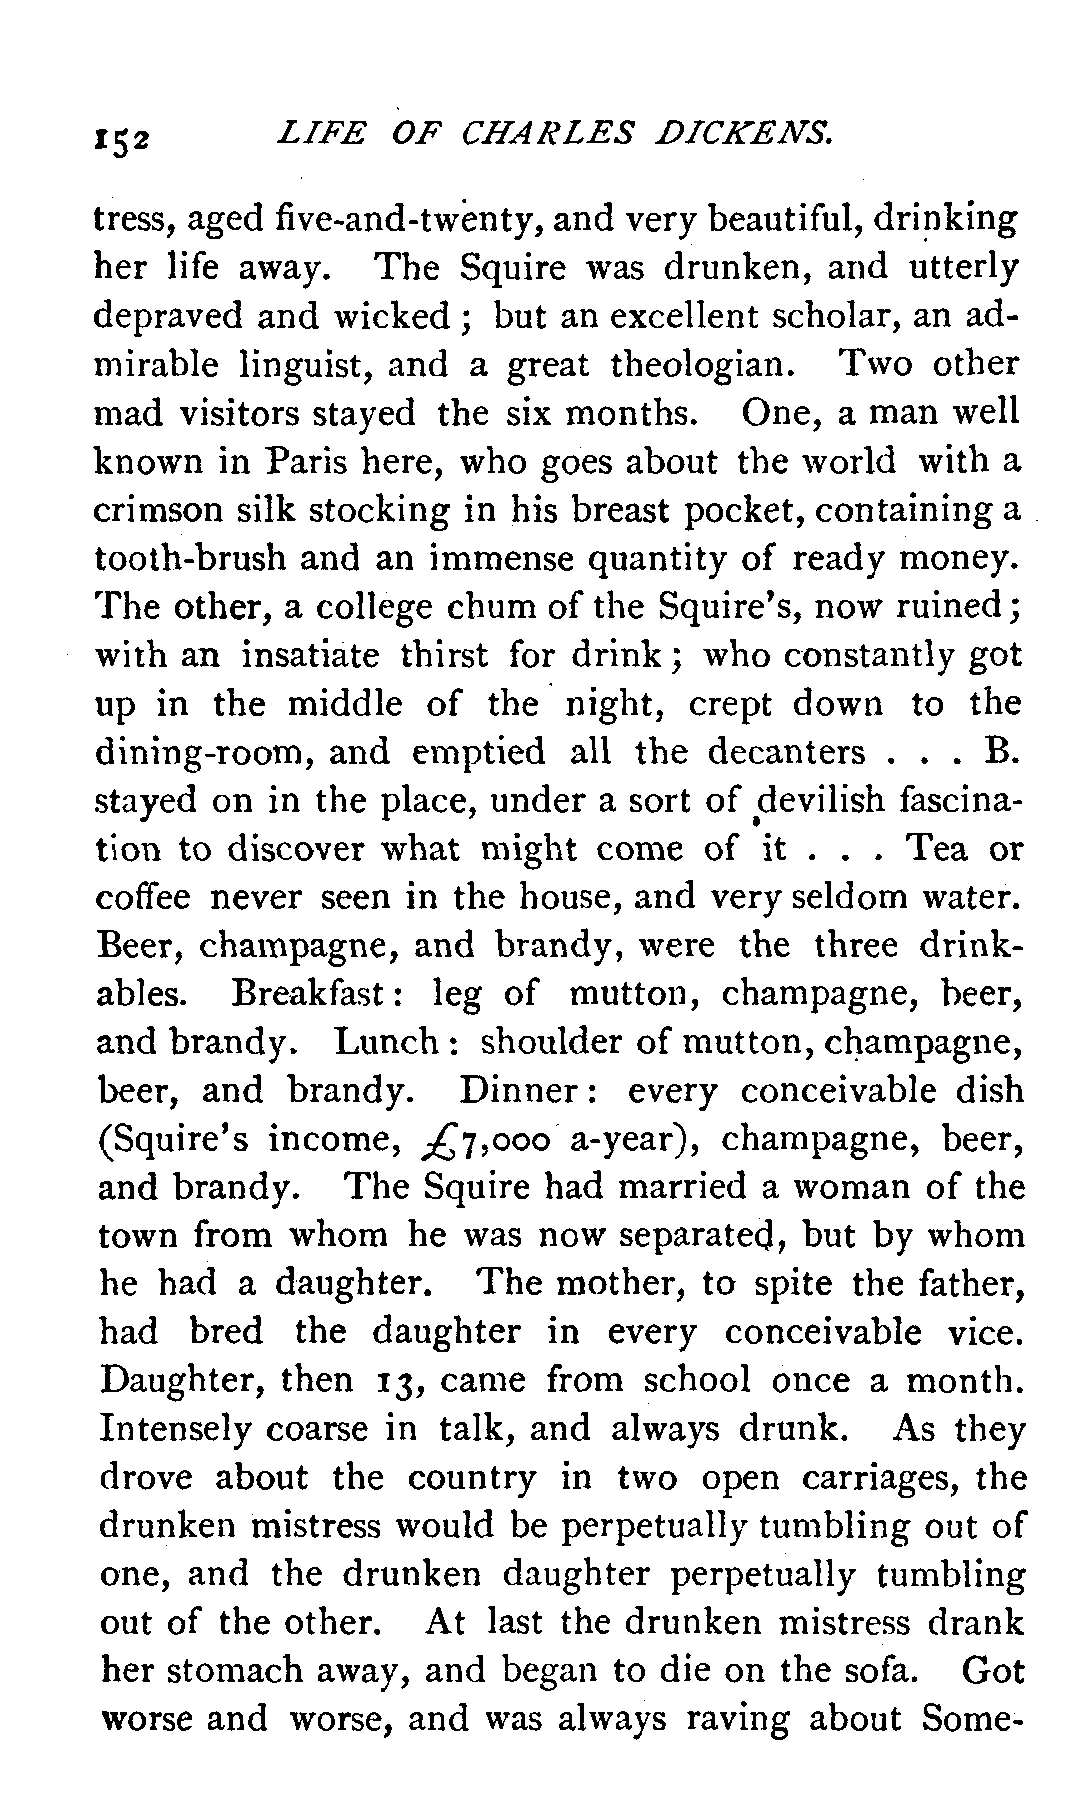 152 LIFE OF CHARLES DICKENS.
tress, aged five-and-twenty, and very beautiful, drinking
her life away. The Squire was drunken, and utterly
depraved and wicked ; but an excellent scholar, an ad-
mirable linguist, and a great theologian. Two other
mad visitors stayed the six months. One, a man well
known in Paris here, who goes about the world with a
crimson silk stocking in his breast pocket, containing a
tooth-brush and an immense quantity of ready money.
The other, a college chum of the Squire's, now ruined ;
with an insatiate thirst for drink ; who constantly got
up in the middle of the night, crept down to the
dining-room, and emptied all the decanters . . . B.
stayed on in the place, under a sort of devilish fascina-
tion to discover what might come of it . . . Tea or
coffee never seen in the house, and very seldom water.
Beer, champagne, and brandy, were the three drink-
ables. Breakfast : leg of mutton, champagne, beer,
and brandy. Lunch : shoulder of mutton, champagne,
beer, and brandy. Dinner : every conceivable dish
(Squire's income, £7,000 a-year), champagne, beer,
and brandy. The Squire had married a woman of the
town from whom he was now separated, but by whom
he had a daughter. The mother, to spite the father,
had bred the daughter in every conceivable vice.
Daughter, then 13, came from school once a month.
Intensely coarse in talk, and always drunk. As they
drove about the country in two open carriages, the
drunken mistress would be perpetually tumbling out of
one, and the drunken daughter perpetually tumbling
out of the other. At last the drunken mistress drank
her stomach away, and began to die on the sofa. Got
worse and worse, and was always raving about Some-